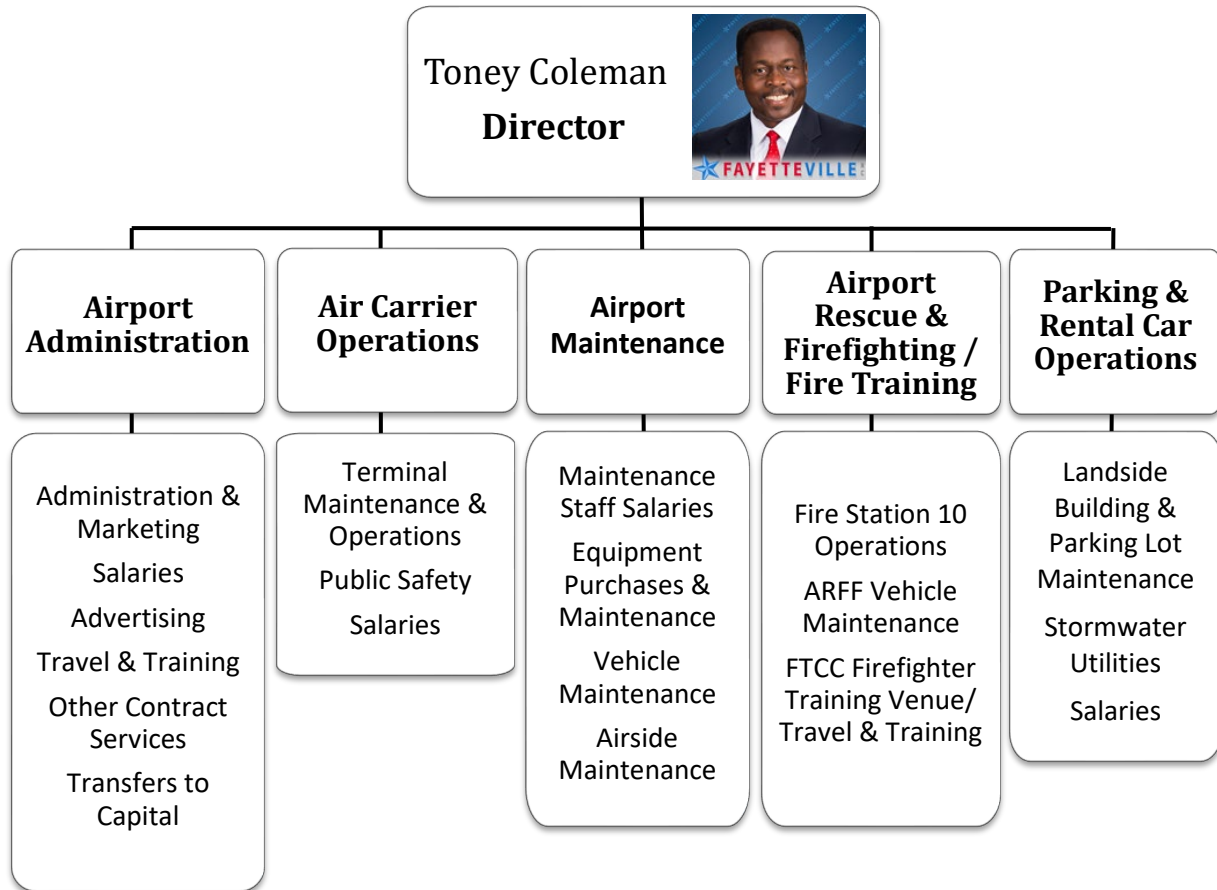 Toney Coleman
Director
FAYETTEVILLE
Airport
Administration
Air Carrier
Operations
Airport
Maintenance
Airport
Rescue &
Firefighting /
Fire Training
Parking &
Rental Car
Operations
Administration &
Marketing
Salaries
Advertising
Travel & Training
Other Contract
Services
Transfers to
Capital
Terminal
Maintenance &
Operations
Public Safety
Salaries
Maintenance
Staff Salaries
Equipment
Purchases &
Maintenance
Vehicle
Maintenance
Airside
Maintenance
Fire Station 10
Operations
ARFF Vehicle
Maintenance
FTCC Firefighter
Training Venue/
Travel & Training
Landside
Building &
Parking Lot
Maintenance
Stormwater
Utilities
Salaries